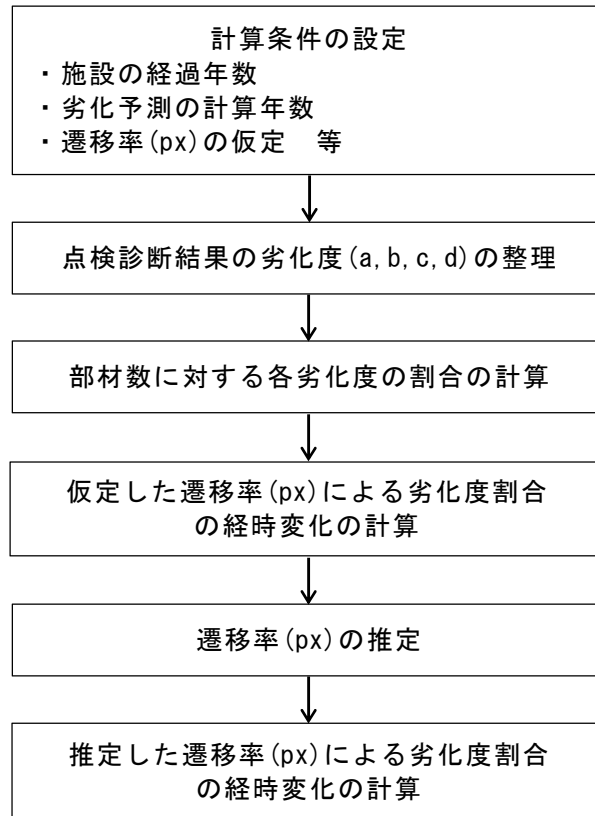 計算条件の設定
・施設の経過年数
・劣化予測の計算年数
・遷移率(px)の仮定　等
点検診断結果の劣化度(a,b,c,d)の整理
部材数に対する各劣化度の割合の計算
仮定した遷移率(px)による劣化度割合
の経時変化の計算
遷移率(px)の推定
推定した遷移率(px)による劣化度割合
の経時変化の計算